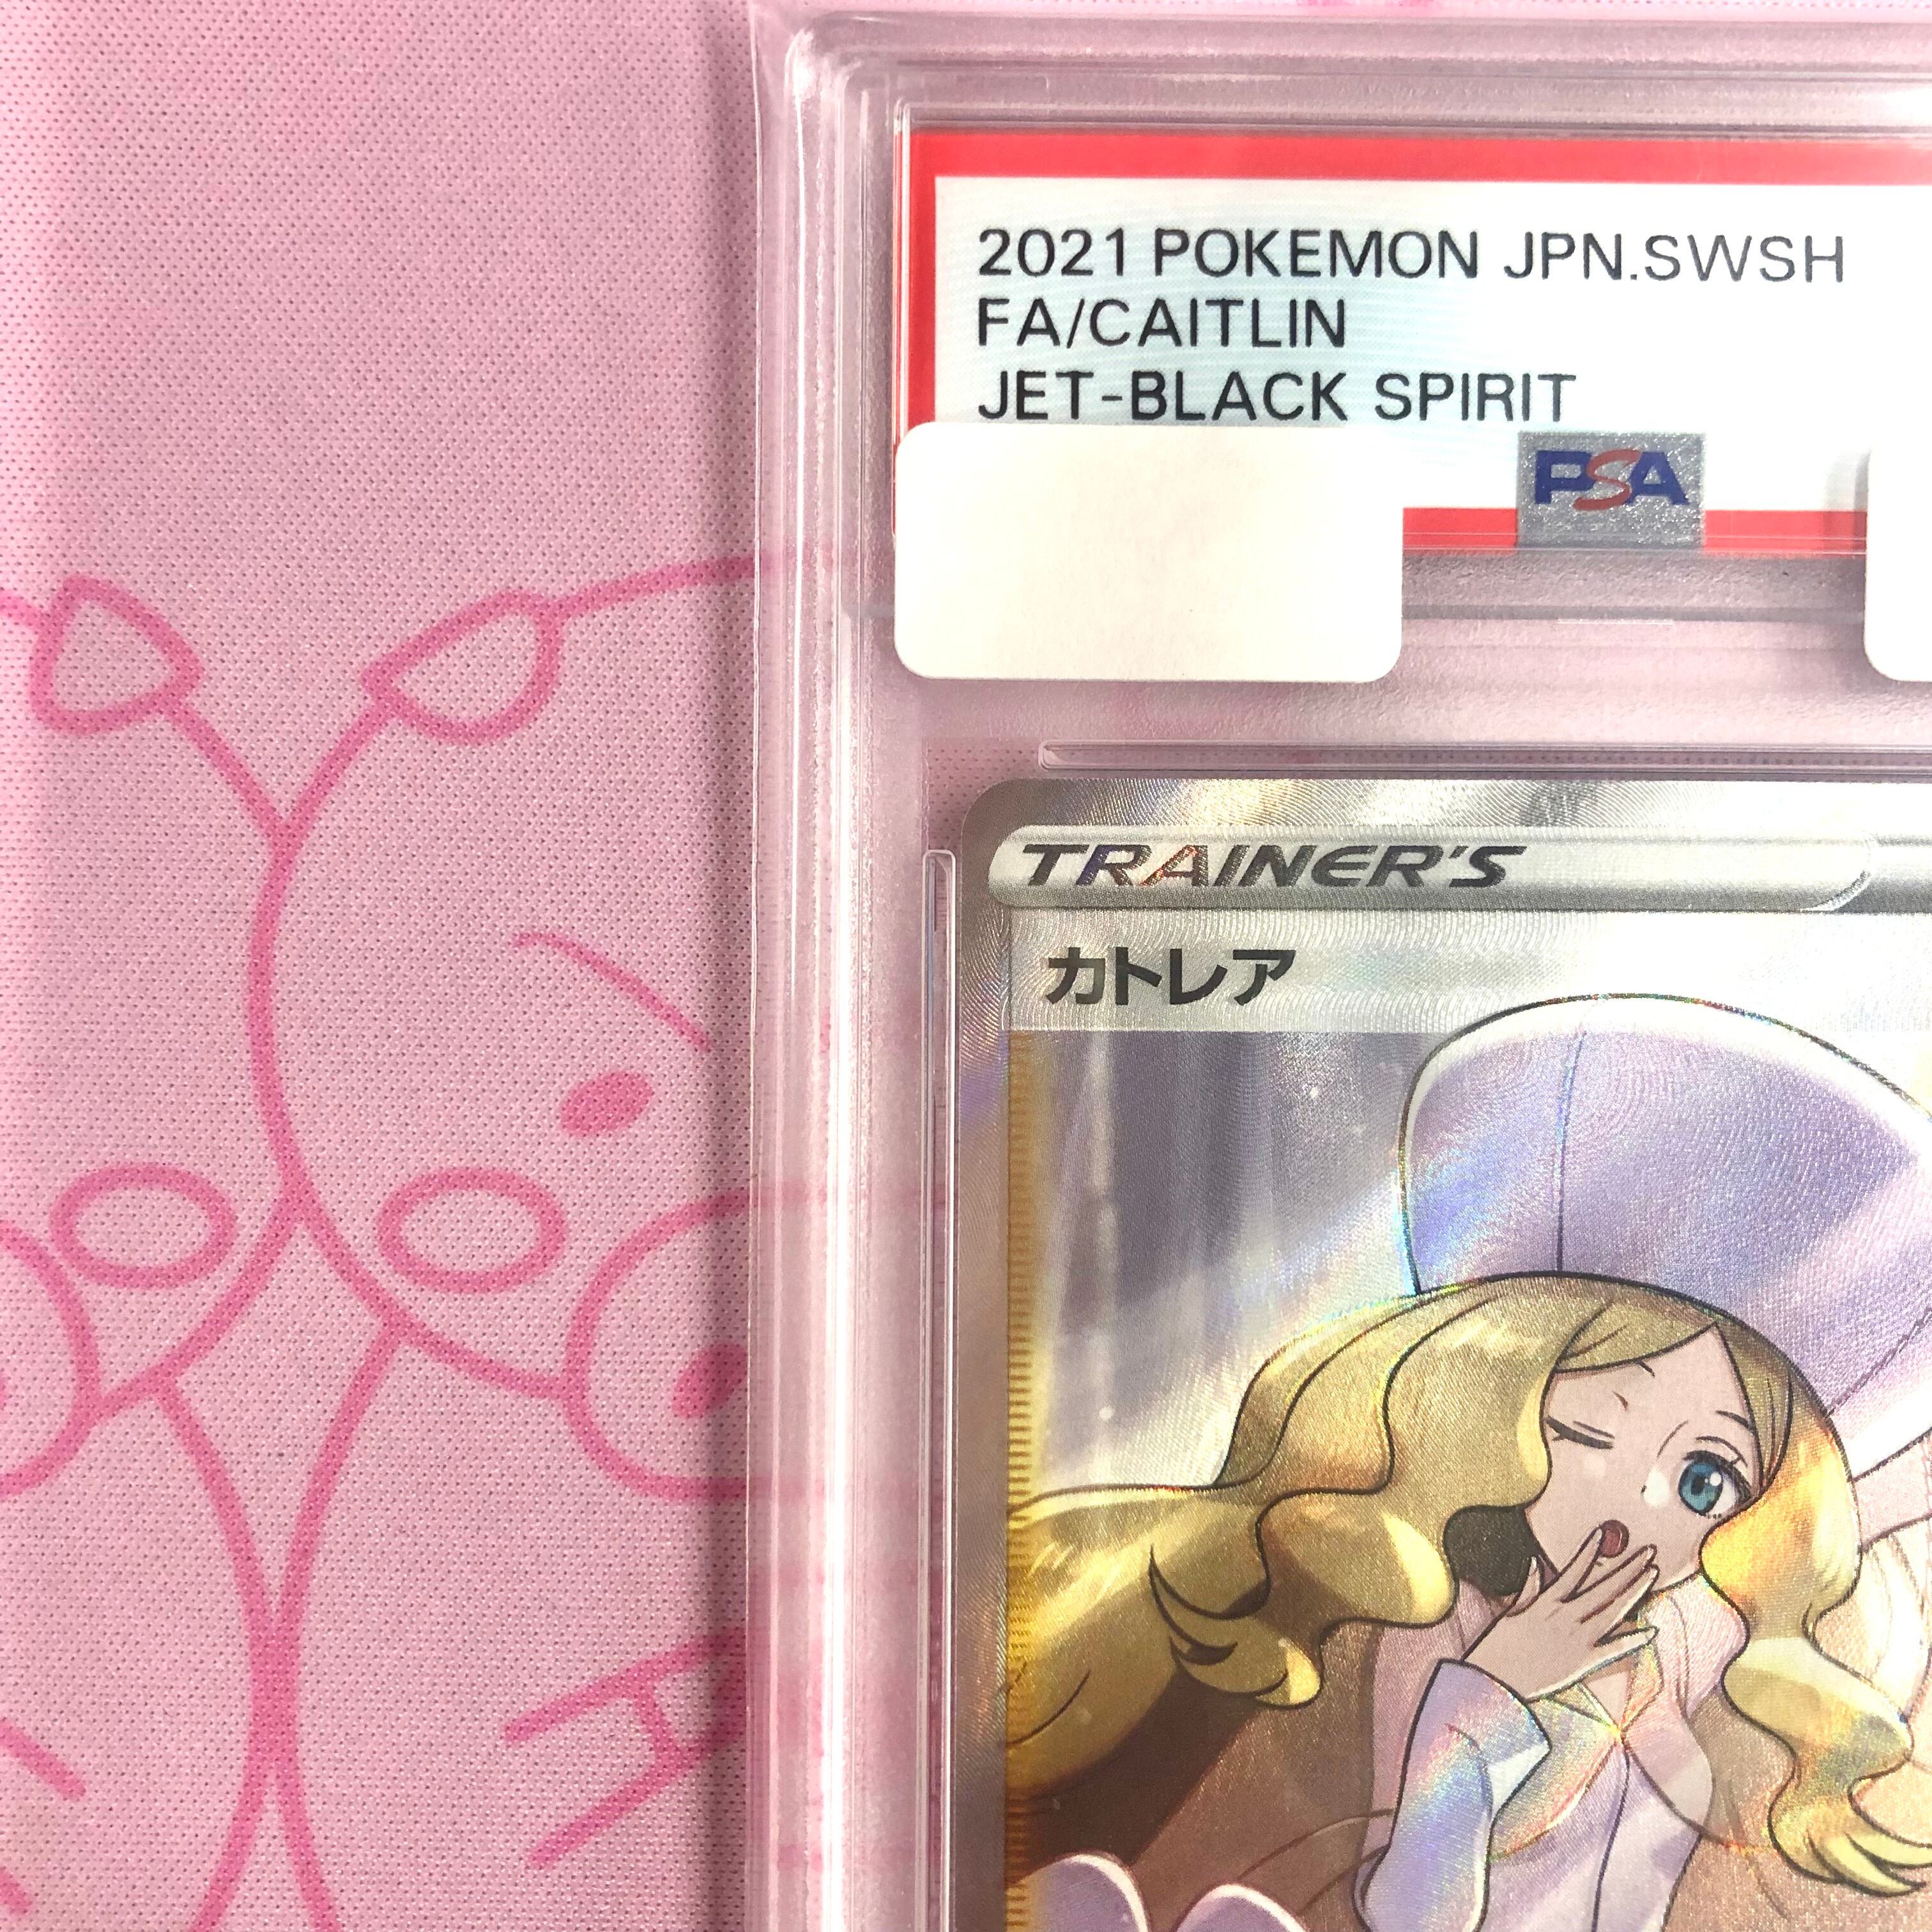 2021 POKEMON JPN.SWSH
FA/CAITLIN
JET-BLACK SPIRIT
PSA
TRAINER'S
カトレア